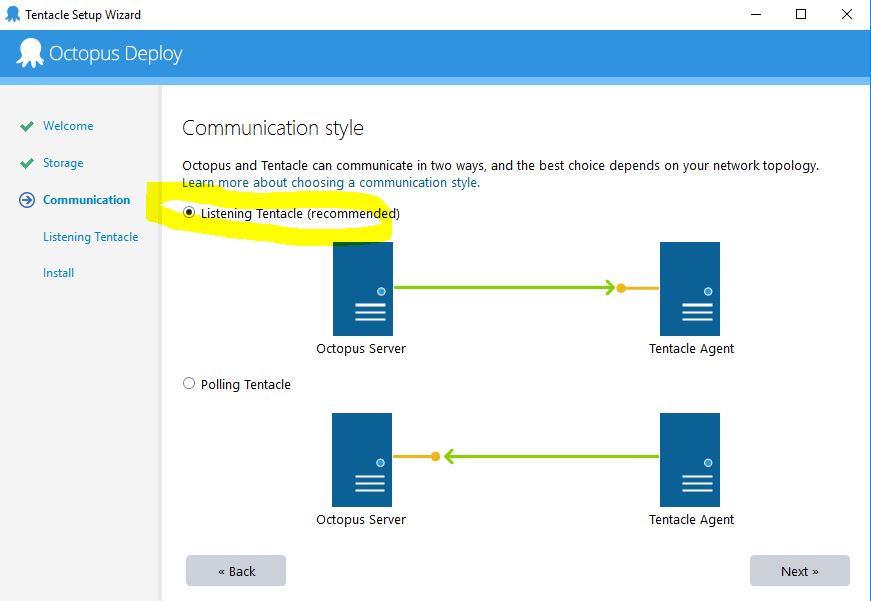 Tentacle Setup Wizard
Octopus Deploy
Welcome
Storage
Communication
Listening Tentacle
Install
Communication style
Octopus and Tentacle can communicate in two ways, and the best choice depends on your network topology.
Learn more about choosing a communication style.
Listening Tentacle (recommended)
Octopus Server
Tentacle Agent
Polling Tentacle
Octopus Server
Tentacle Agent
« Back
Next »